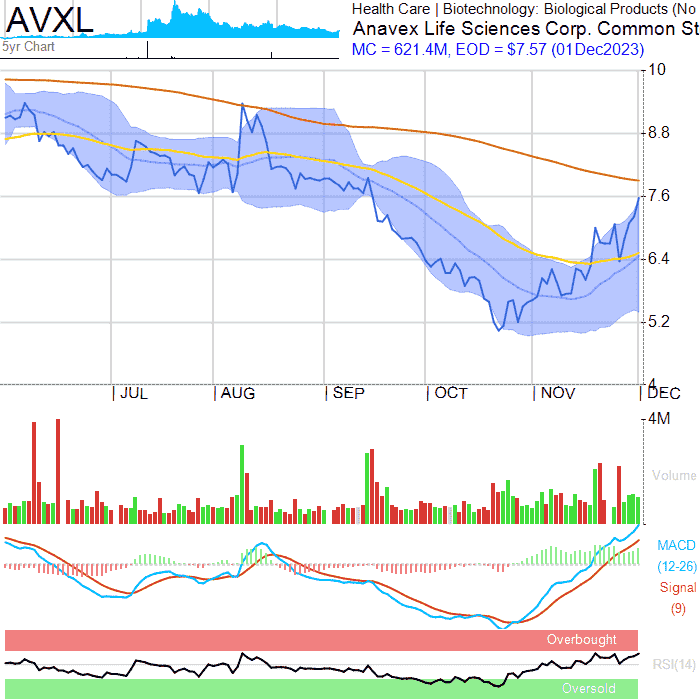 AVXL
5yr Chart
Health Care | Biotechnology: Biological Products (No
Anavex Life Sciences Corp. Common St
MC = 621.4M, EOD = $7.57 (01Dec2023)
10
8.8
7.6
6.4
5.2
4
JUL
AUG
SEP
OCT
NOV
DEC
4M
Volume
MACD
(12-26)
Signal
(9)
Overbought
RSI(14)
Oversold